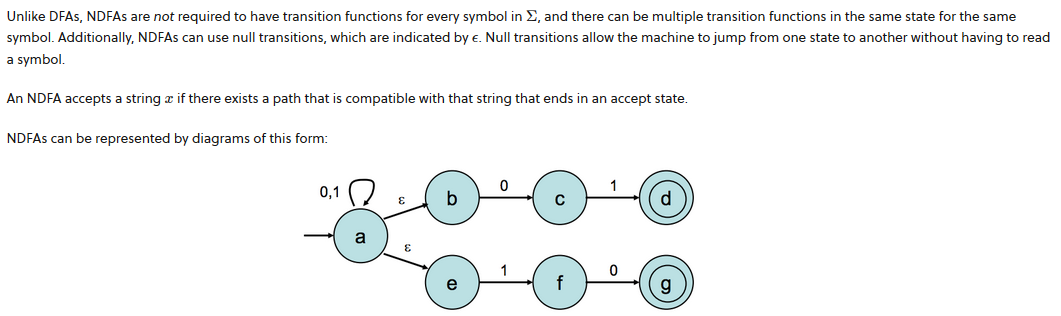 Unlike DFAs, NDFAs are not required to have transition functions for every symbol in Σ, and there can be multiple transition functions in the same state for the same
symbol. Additionally, NDFAs can use null transitions, which are indicated by ϵ. Null transitions allow the machine to jump from one state to another without having to read
a symbol.
An NDFA accepts a string x if there exists a path that is compatible with that string that ends in an accept state.
NDFAs can be represented by diagrams of this form:
0,1
ε
b
0
c
1
d
a
ε
e
1
f
0
g